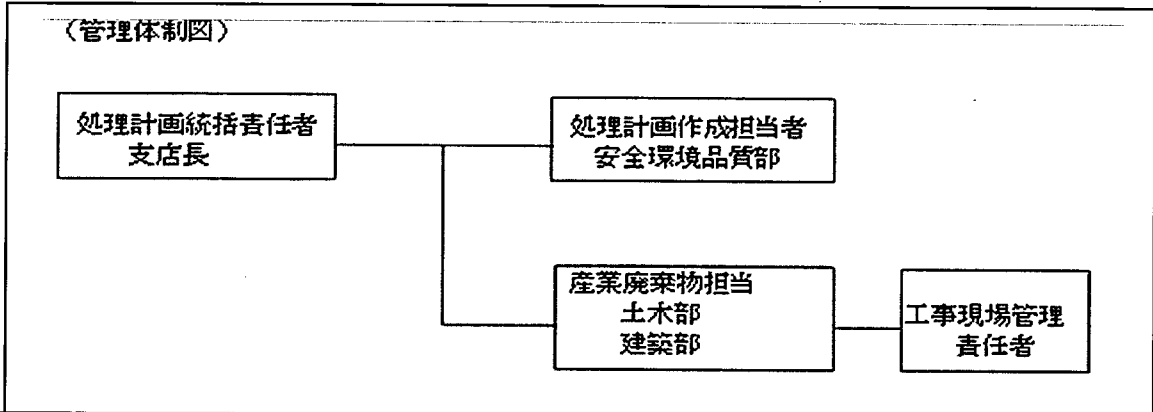 （管理体制図）
処理計画統括責任者
支店長
処理計画作成担当者
安全環境品質部
産業廃棄物担当
土木部
建築部
工事現場管理
責任者